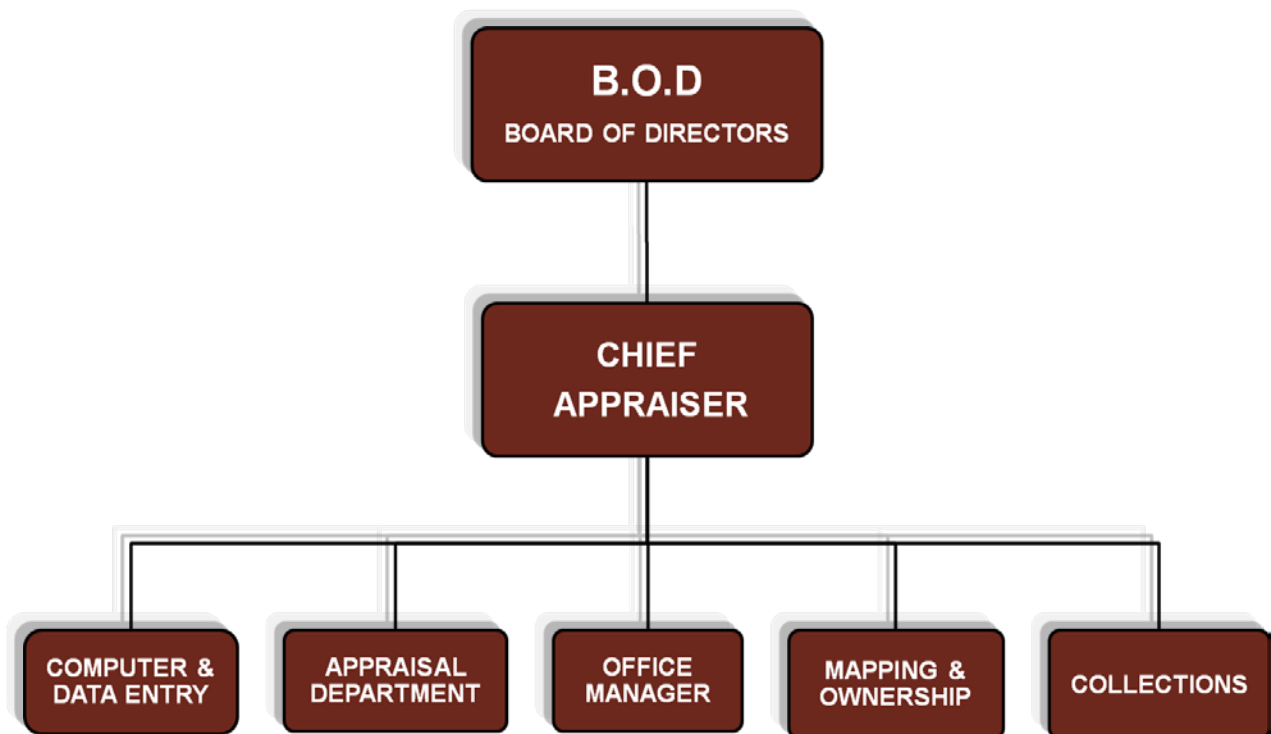 B.O.D
BOARD OF DIRECTORS
CHIEF
APPRAISER
COMPUTER &
DATA ENTRY
APPRAISAL
DEPARTMENT
OFFICE
MANAGER
MAPPING &
OWNERSHIP
COLLECTIONS